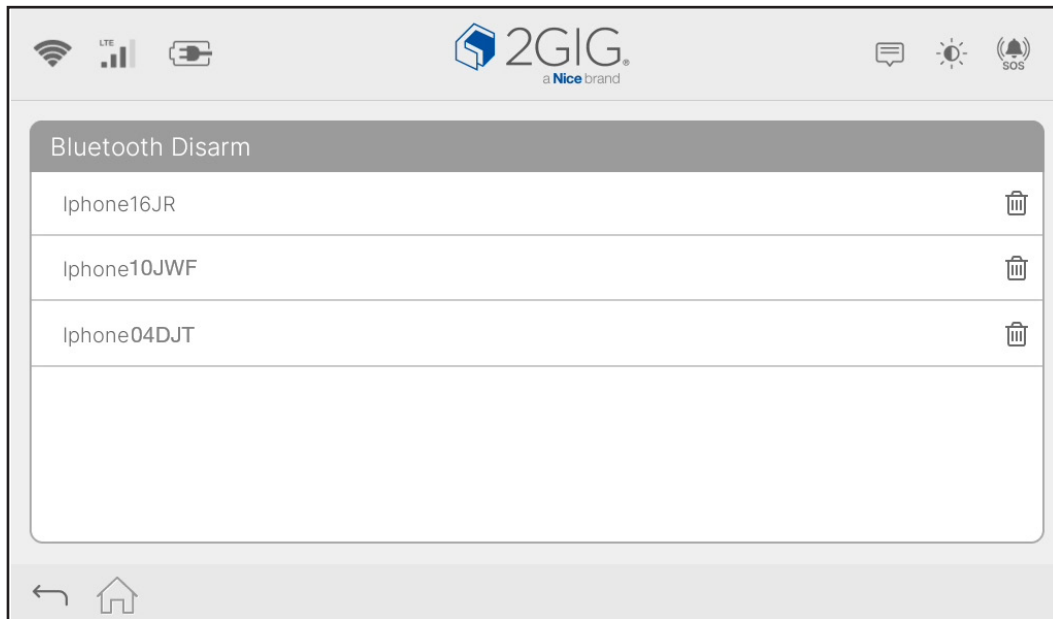 LTE
2GIG®
a Nice brand
SOS
Bluetooth Disarm
Iphone16JR
Iphone10JWF
Iphone04DJT